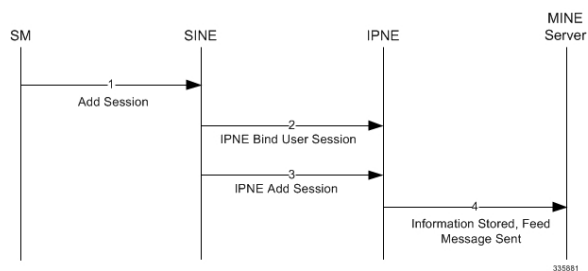 MINE
SM SINE IPNE Server
1
Add Session
2
IPNE Bind User Session
3
IPNE Add Session
4
Information Stored, Feed
Message Sent
335881